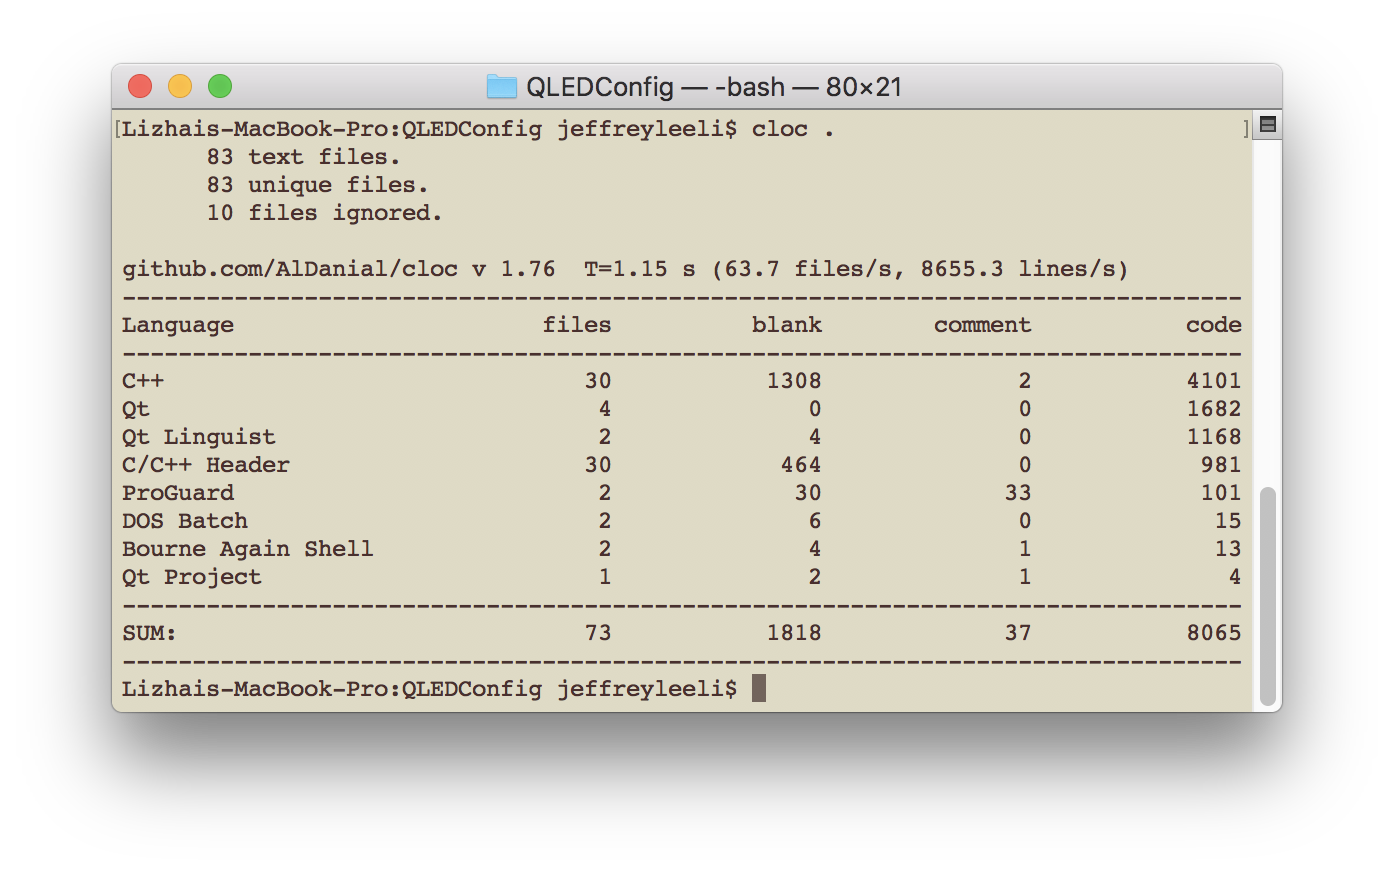 QLEDConfig — -bash — 80×21
[Lizhais-MacBook-Pro:QLEDConfig jeffreyleeli$ cloc .                                 ]
      83 text files.
      83 unique files.
      10 files ignored.

github.com/AlDanial/cloc v 1.76  T=1.15 s (63.7 files/s, 8655.3 lines/s)
--------------------------------------------------------------------------------
Language                      files          blank        comment           code
--------------------------------------------------------------------------------
C++                              30           1308              2           4101
Qt                                4              0              0           1682
Qt Linguist                       2              4              0           1168
C/C++ Header                     30            464              0            981
ProGuard                          2             30             33            101
DOS Batch                         2              6              0             15
Bourne Again Shell                2              4              1             13
Qt Project                        1              2              1              4
--------------------------------------------------------------------------------
SUM:                             73           1818             37           8065
--------------------------------------------------------------------------------
Lizhais-MacBook-Pro:QLEDConfig jeffreyleeli$